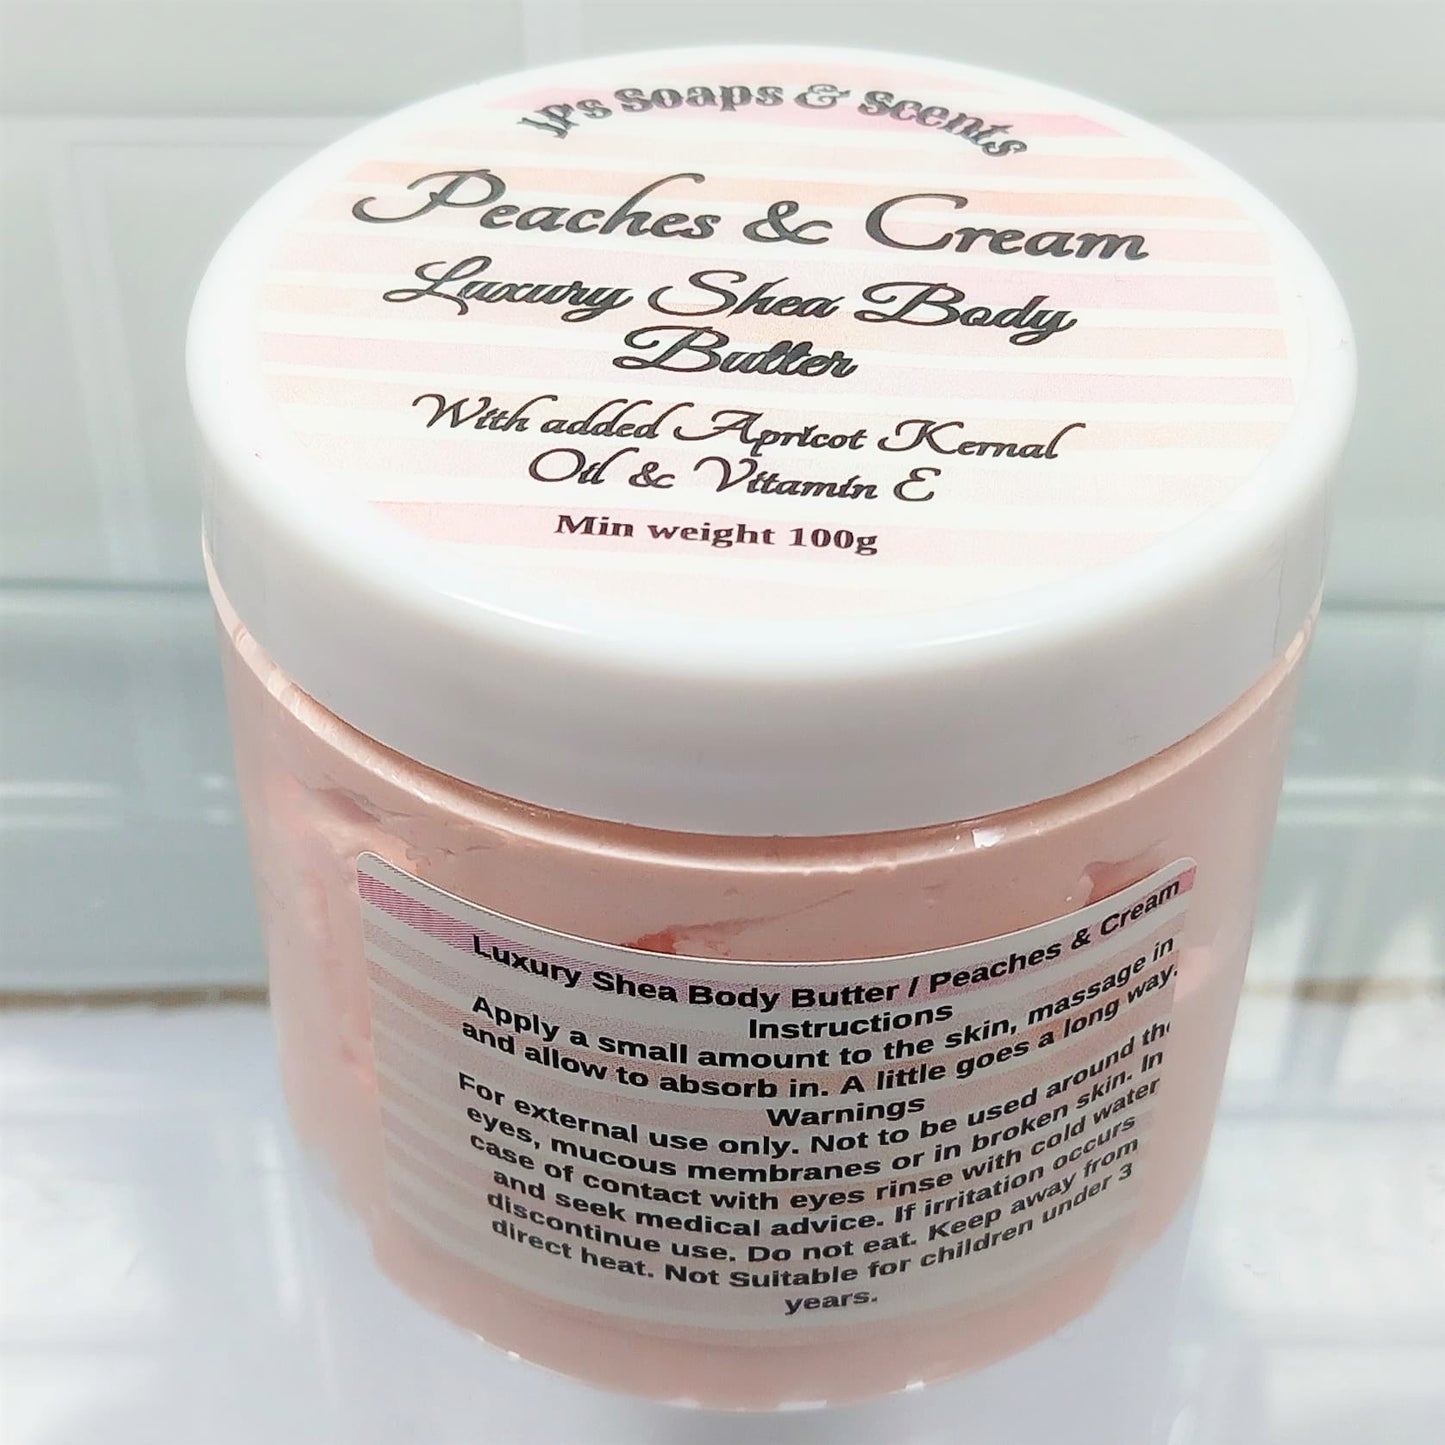 JP's Soaps & Scents
Peaches & Cream
Luxury Shea Body
Butter
With added Apricot Kernal
Oil & Vitamin E
Min weight 100g
Luxury Shea Body Butter / Peaches & Cream
Instructions
Apply a small amount to the skin, massage in
and allow to absorb in. A little goes a long way.
Warnings
For external use only. Not to be used around the
eyes, mucous membranes or in broken skin. In
case of contact with eyes rinse with cold water
and seek medical advice. If irritation occurs
discontinue use. Do not eat. Keep away from
direct heat. Not Suitable for children under 3
years.